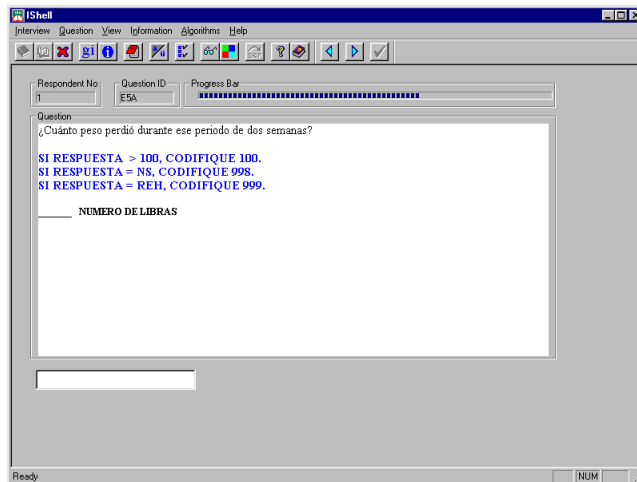 IShell
Interview Question View Information Algorithms Help
gi
Respondent No Question ID Progress Bar
1 E5A
Question
¿Cuánto peso perdió durante ese periodo de dos semanas?
SI RESPUESTA > 100, CODIFIQUE 100.
SI RESPUESTA = NS, CODIFIQUE 998.
SI RESPUESTA = REH, CODIFIQUE 999.
______ NUMERO DE LIBRAS
Ready NUM